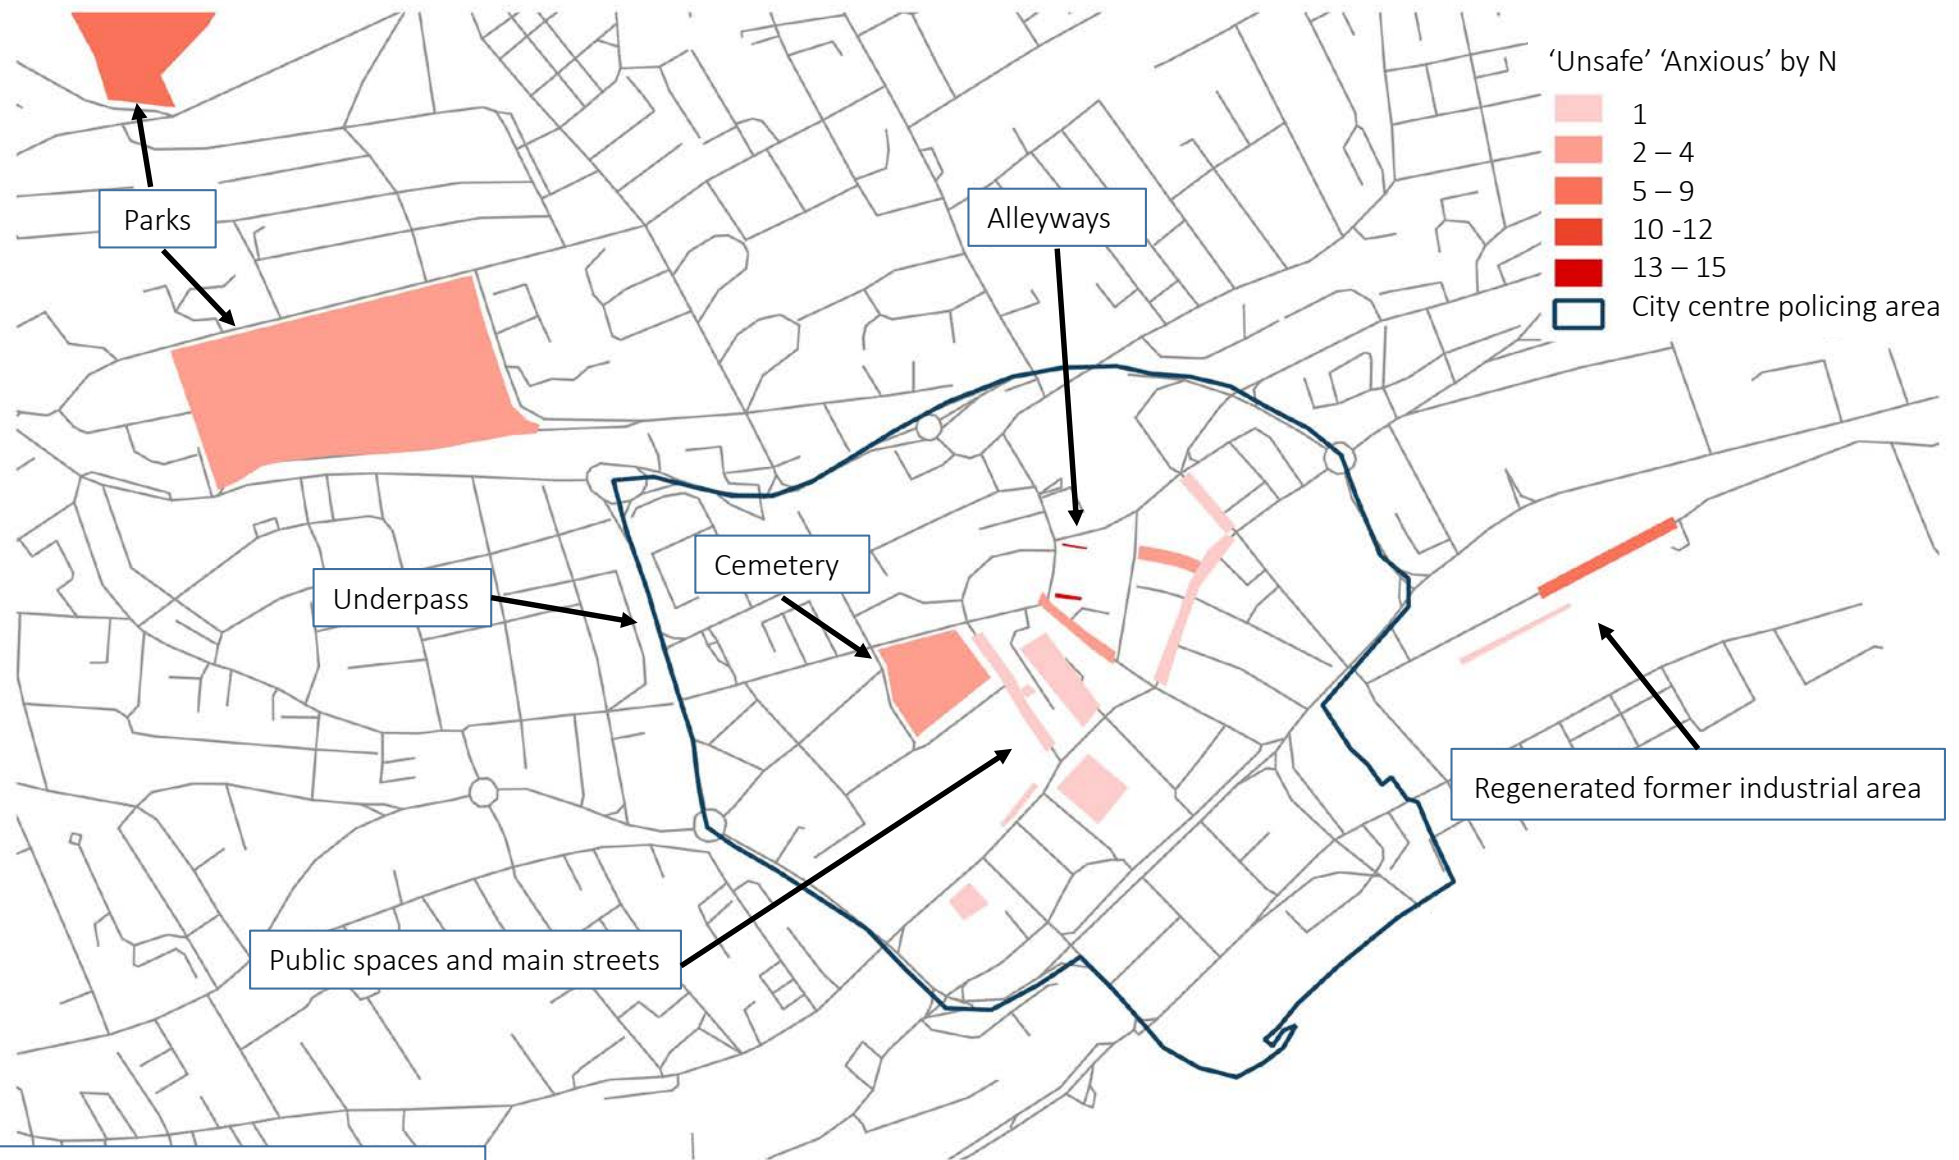 ‘Unsafe’ ‘Anxious’ by N
1
2 – 4
5 – 9
10 -12
13 – 15
City centre policing area
Parks
Alleyways
Cemetery
Underpass
Regenerated former industrial area
Public spaces and main streets